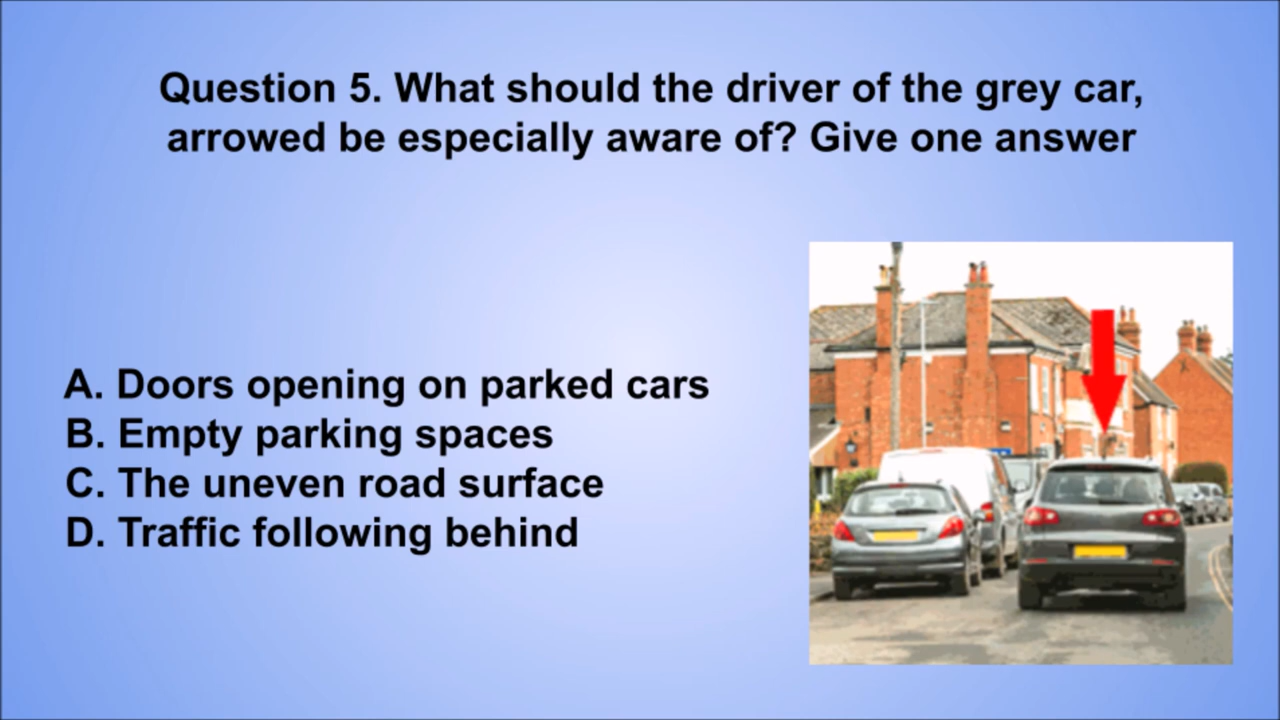 Question 5. What should the driver of the grey car,
arrowed be especially aware of? Give one answer
A. Doors opening on parked cars
B. Empty parking spaces
C. The uneven road surface
D. Traffic following behind